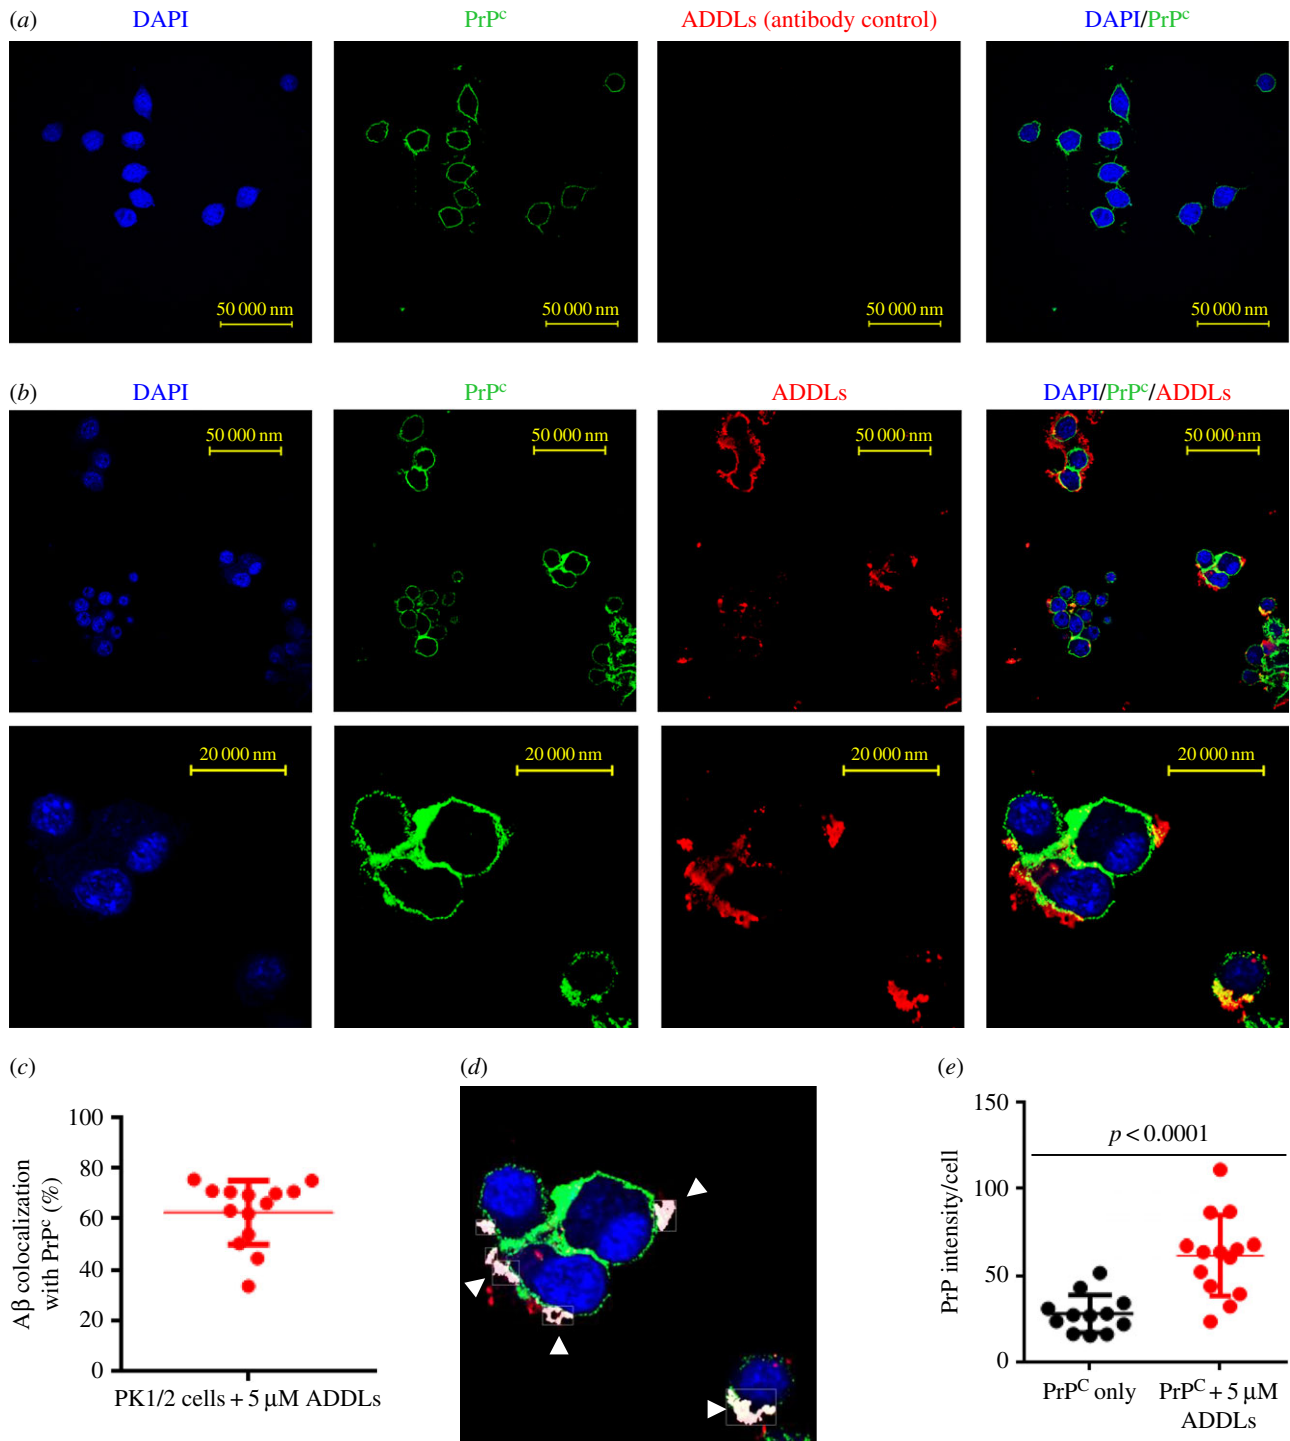 (a) DAPI PrPᶜ ADDLs (antibody control) DAPI/PrPᶜ
50 000 nm 50 000 nm 50 000 nm 50 000 nm
(b) DAPI PrPᶜ ADDLs DAPI/PrPᶜ/ADDLs
50 000 nm 50 000 nm 50 000 nm 50 000 nm
20 000 nm 20 000 nm 20 000 nm 20 000 nm
(c)
Aβ colocalization
with PrPᶜ (%)
100
80
60
40
20
0
PK1/2 cells + 5 μM ADDLs
(d)
(e)
PrP intensity/cell
150
100
50
0
p < 0.0001
PrPᶜ only
PrPᶜ + 5 μM
ADDLs